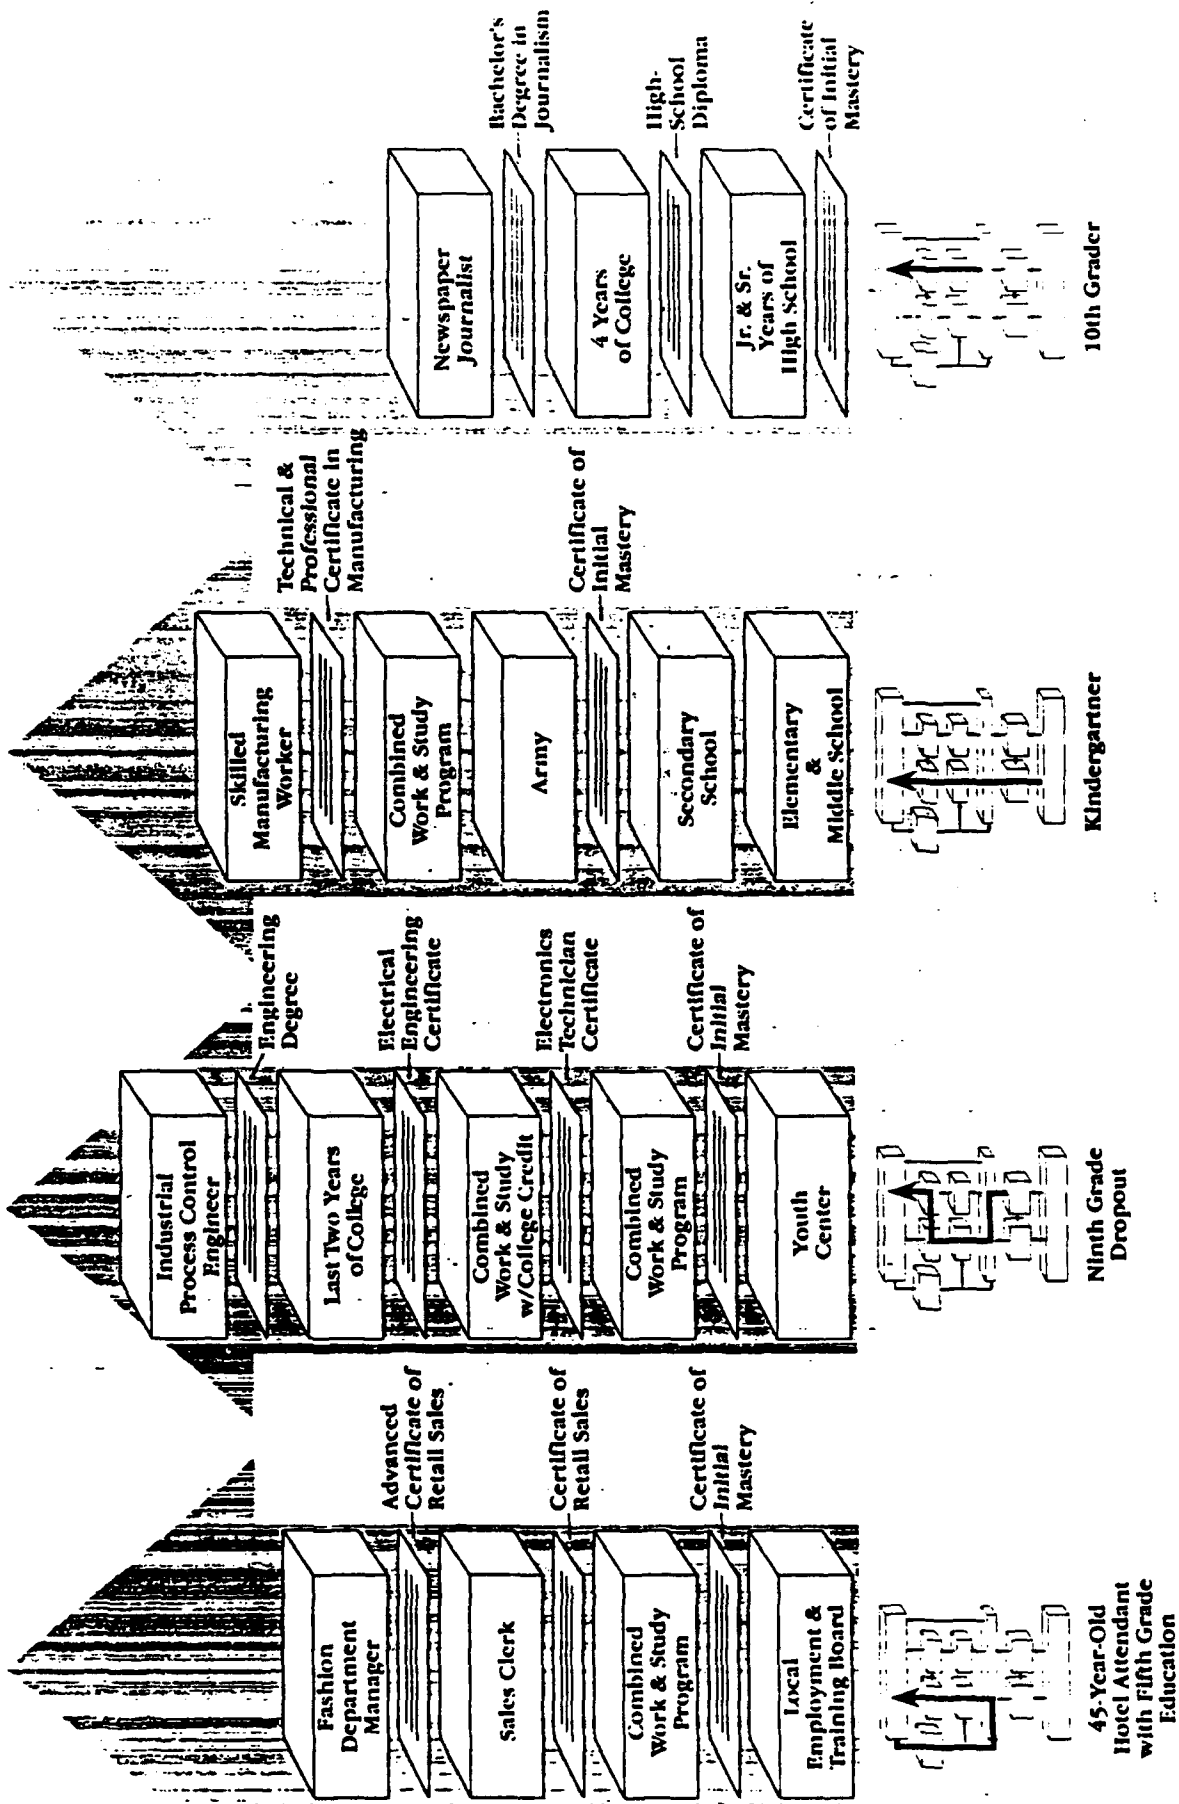 Fashion
Department
Manager
Advanced
Certificate of
Retail Sales
Sales Clerk
Certificate of
Retail Sales
Combined
Work & Study
Program
Certificate of
Initial
Mastery
Local
Employment &
Training Board
45-Year-Old
Hotel Attendant
with Fifth Grade
Education
Industrial
Process Control
Engineer
Engineering
Degree
Last Two Years
of College
Electrical
Engineering
Certificate
Combined
Work & Study
w/College Credit
Electronics
Technician
Certificate
Combined
Work & Study
Program
Certificate of
Initial
Mastery
Youth
Center
Ninth Grade
Dropout
Skilled
Manufacturing
Worker
Technical &
Professional
Certificate in
Manufacturing
Combined
Work & Study
Program
Army
Certificate of
Initial
Mastery
Secondary
School
Elementary
&
Middle School
Kindergartner
Newspaper
Journalist
Bachelor's
Degree in
Journalism
4 Years
of College
High-
School
Diploma
Jr. & Sr.
Years of
High School
Certificate
of Initial
Mastery
10th Grader